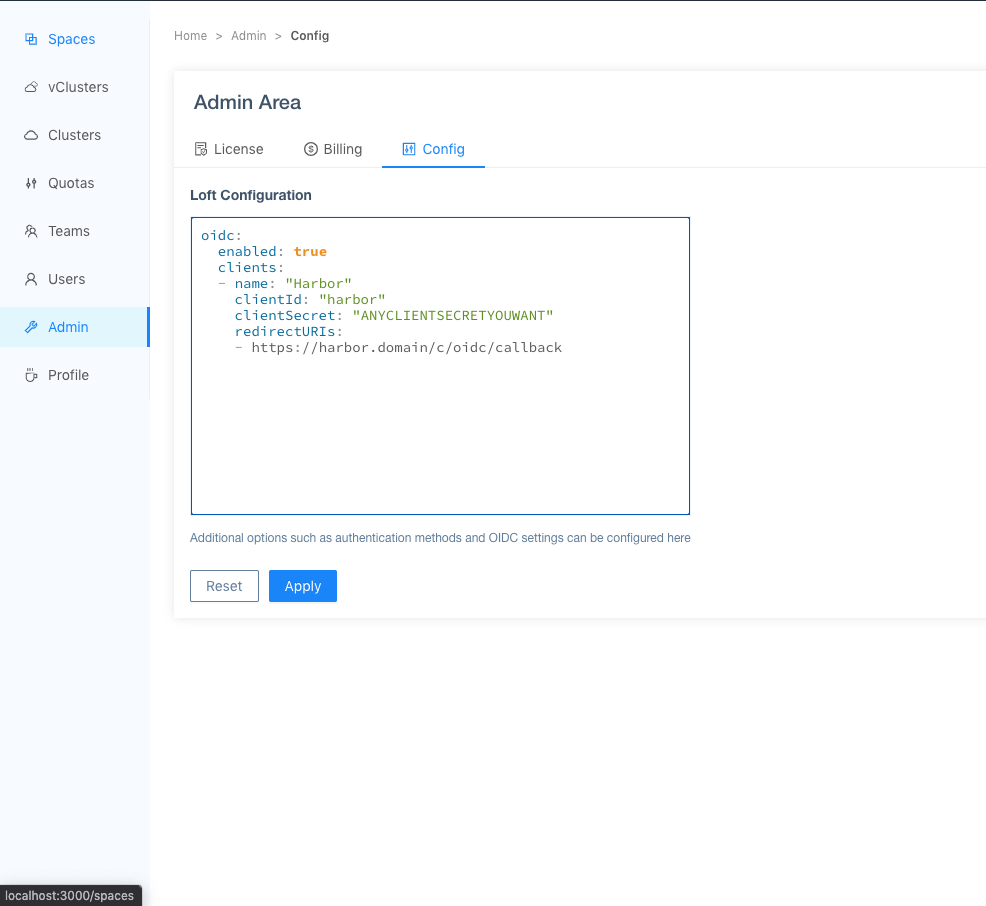 Spaces
vClusters
Clusters
Quotas
Teams
Users
Admin
Profile
Home > Admin > Config
Admin Area
License Billing Config
Loft Configuration
oidc:
  enabled: true
  clients:
  - name: "Harbor"
    clientId: "harbor"
    clientSecret: "ANYCLIENTSECRETYOUWANT"
    redirectURIs:
    - https://harbor.domain/c/oidc/callback
Additional options such as authentication methods and OIDC settings can be configured here
Reset Apply
localhost:3000/spaces